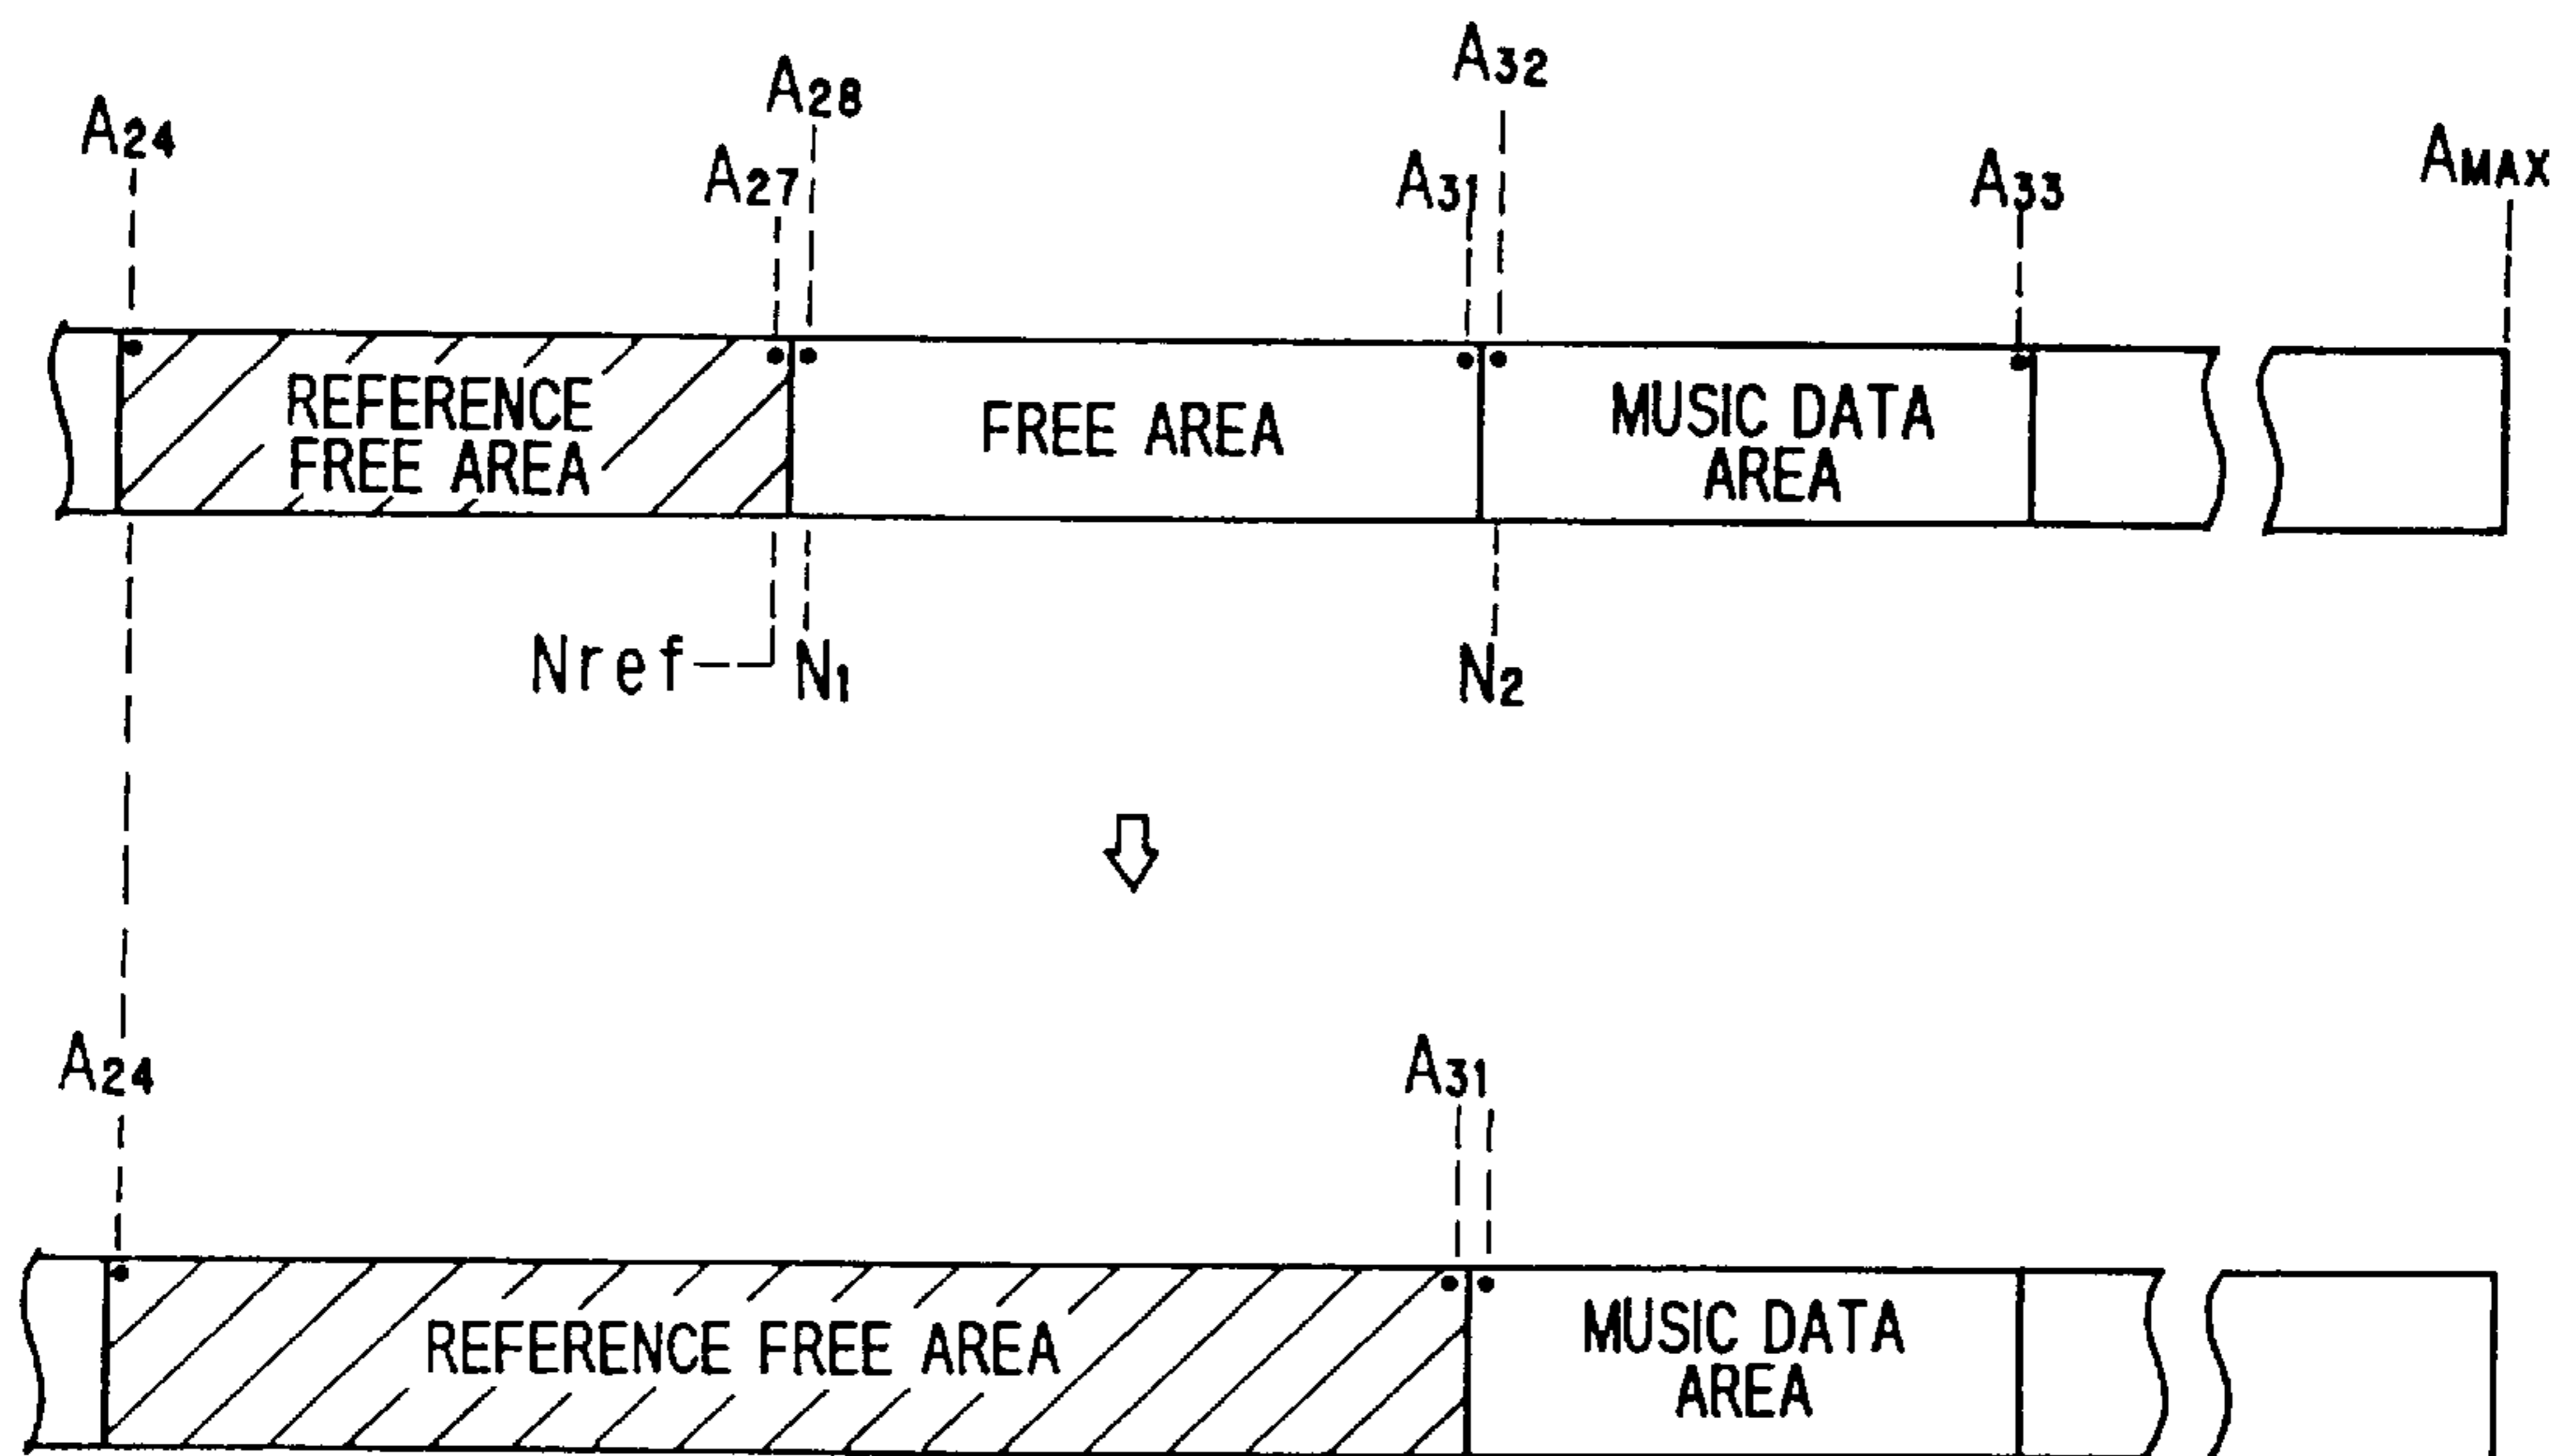 A32
A28
A24
AMAX
A27
A31
A33
REFERENCE
FREE AREA
FREE AREA
MUSIC DATA
AREA
Nref
N1
N2
A24
A31
REFERENCE FREE AREA
MUSIC DATA
AREA